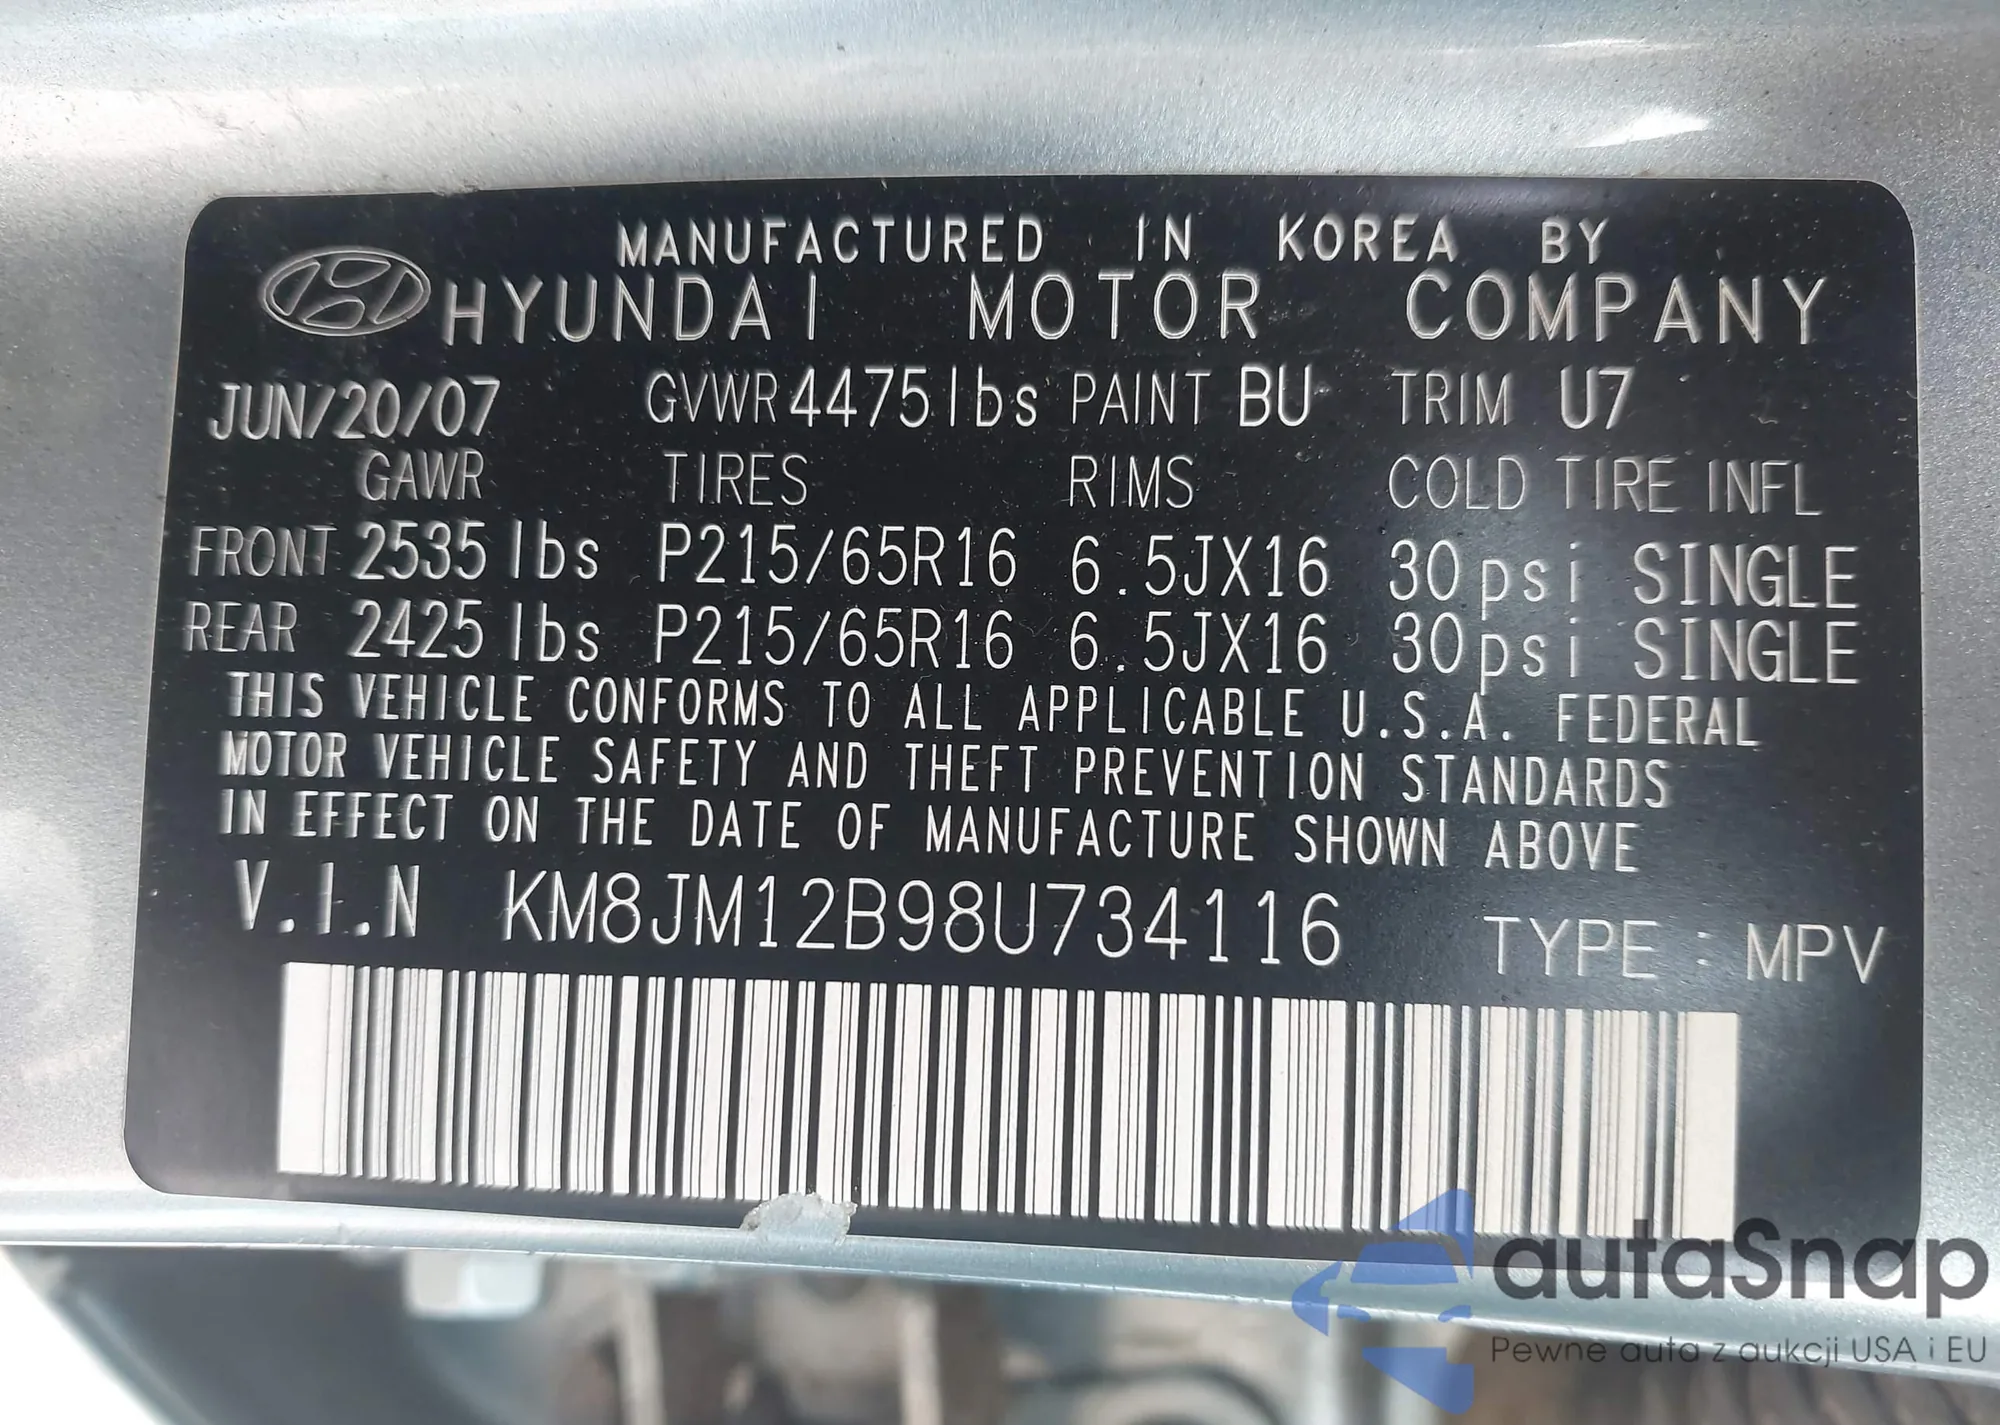 MANUFACTURED IN KOREA BY
HYUNDAI MOTOR COMPANY
JUN/20/07 GVWR 4475 lbs PAINT BU TRIM U7
GAWR TIRES RIMS COLD TIRE INFL
FRONT 2535 lbs P215/65R16 6.5JX16 30 psi SINGLE
REAR 2425 lbs P215/65R16 6.5JX16 30 psi SINGLE
THIS VEHICLE CONFORMS TO ALL APPLICABLE U.S.A. FEDERAL
MOTOR VEHICLE SAFETY AND THEFT PREVENTION STANDARDS
IN EFFECT ON THE DATE OF MANUFACTURE SHOWN ABOVE
V.I.N KM8JM12B98U734116 TYPE : MPV
autaSnap
Pewne auta z aukcji USA i EU